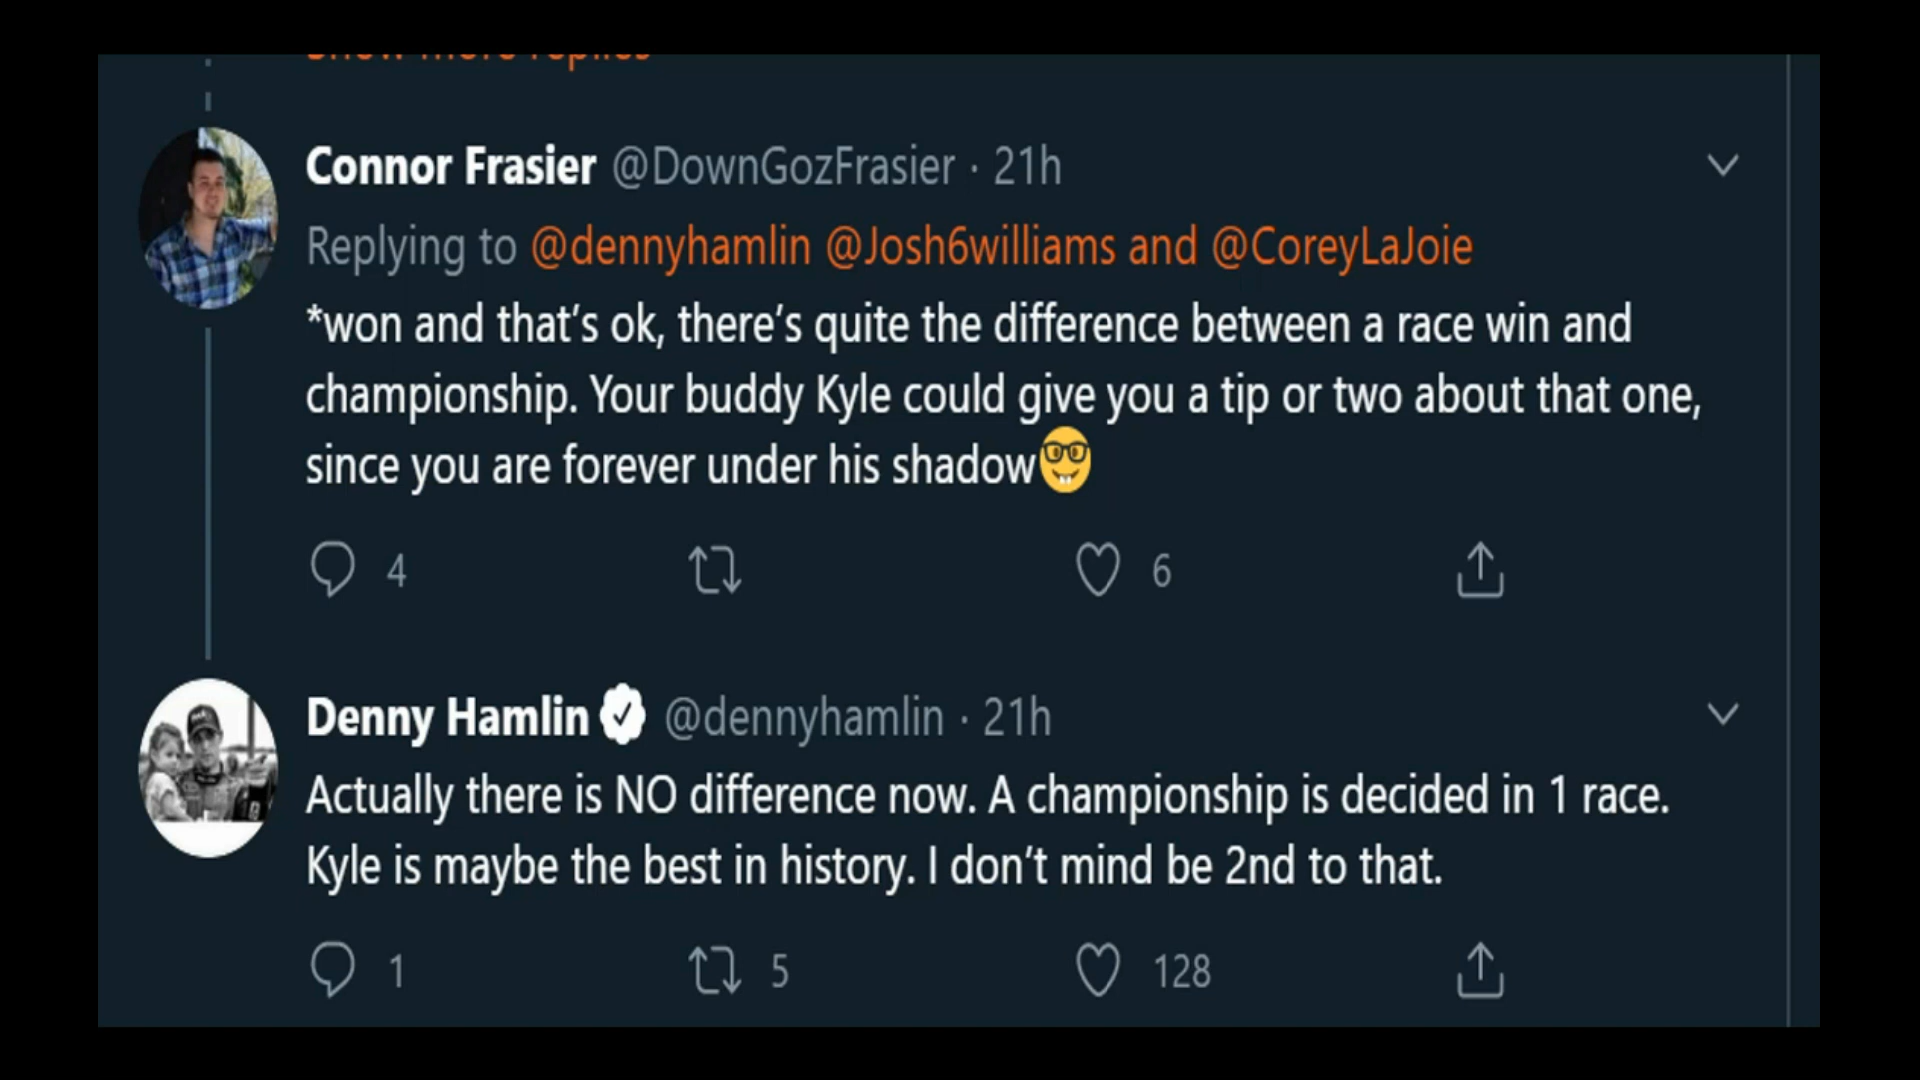 Show more replies
Connor Frasier @DownGozFrasier · 21h
Replying to @dennyhamlin @Josh6williams and @CoreyLaJoie
*won and that's ok, there's quite the difference between a race win and
championship. Your buddy Kyle could give you a tip or two about that one,
since you are forever under his shadow🤓
4 6
Denny Hamlin @dennyhamlin · 21h
Actually there is NO difference now. A championship is decided in 1 race.
Kyle is maybe the best in history. I don't mind be 2nd to that.
1 5 128